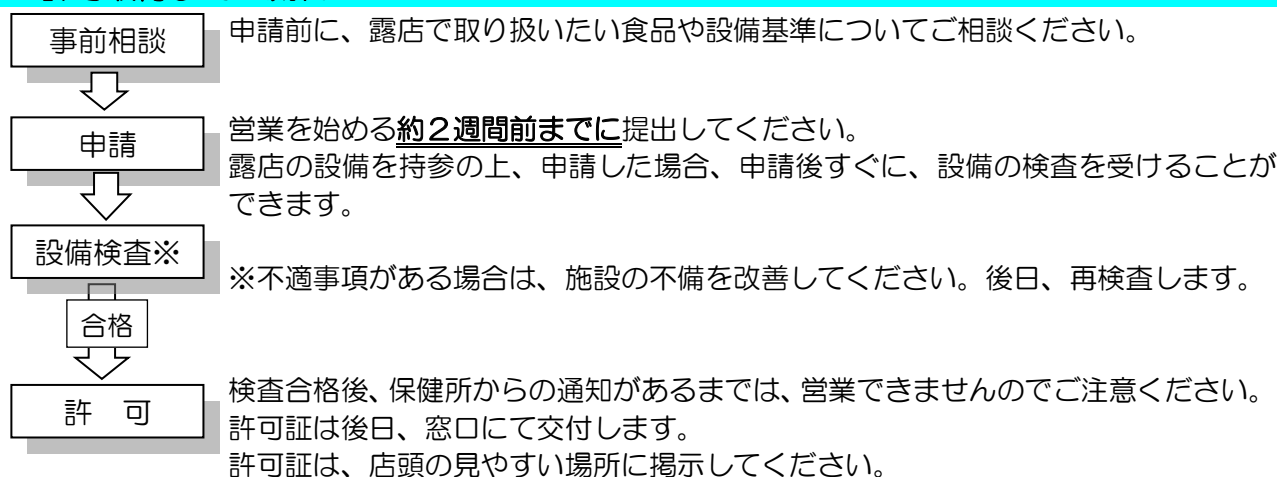 事前相談
申請前に、露店で取り扱いたい食品や設備基準についてご相談ください。
申請
営業を始める約２週間前までに提出してください。
露店の設備を持参の上、申請した場合、申請後すぐに、設備の検査を受けることが
できます。
設備検査※
※不適事項がある場合は、施設の不備を改善してください。後日、再検査します。
合格
許　可
検査合格後、保健所からの通知があるまでは、営業できませんのでご注意ください。
許可証は後日、窓口にて交付します。
許可証は、店頭の見やすい場所に掲示してください。